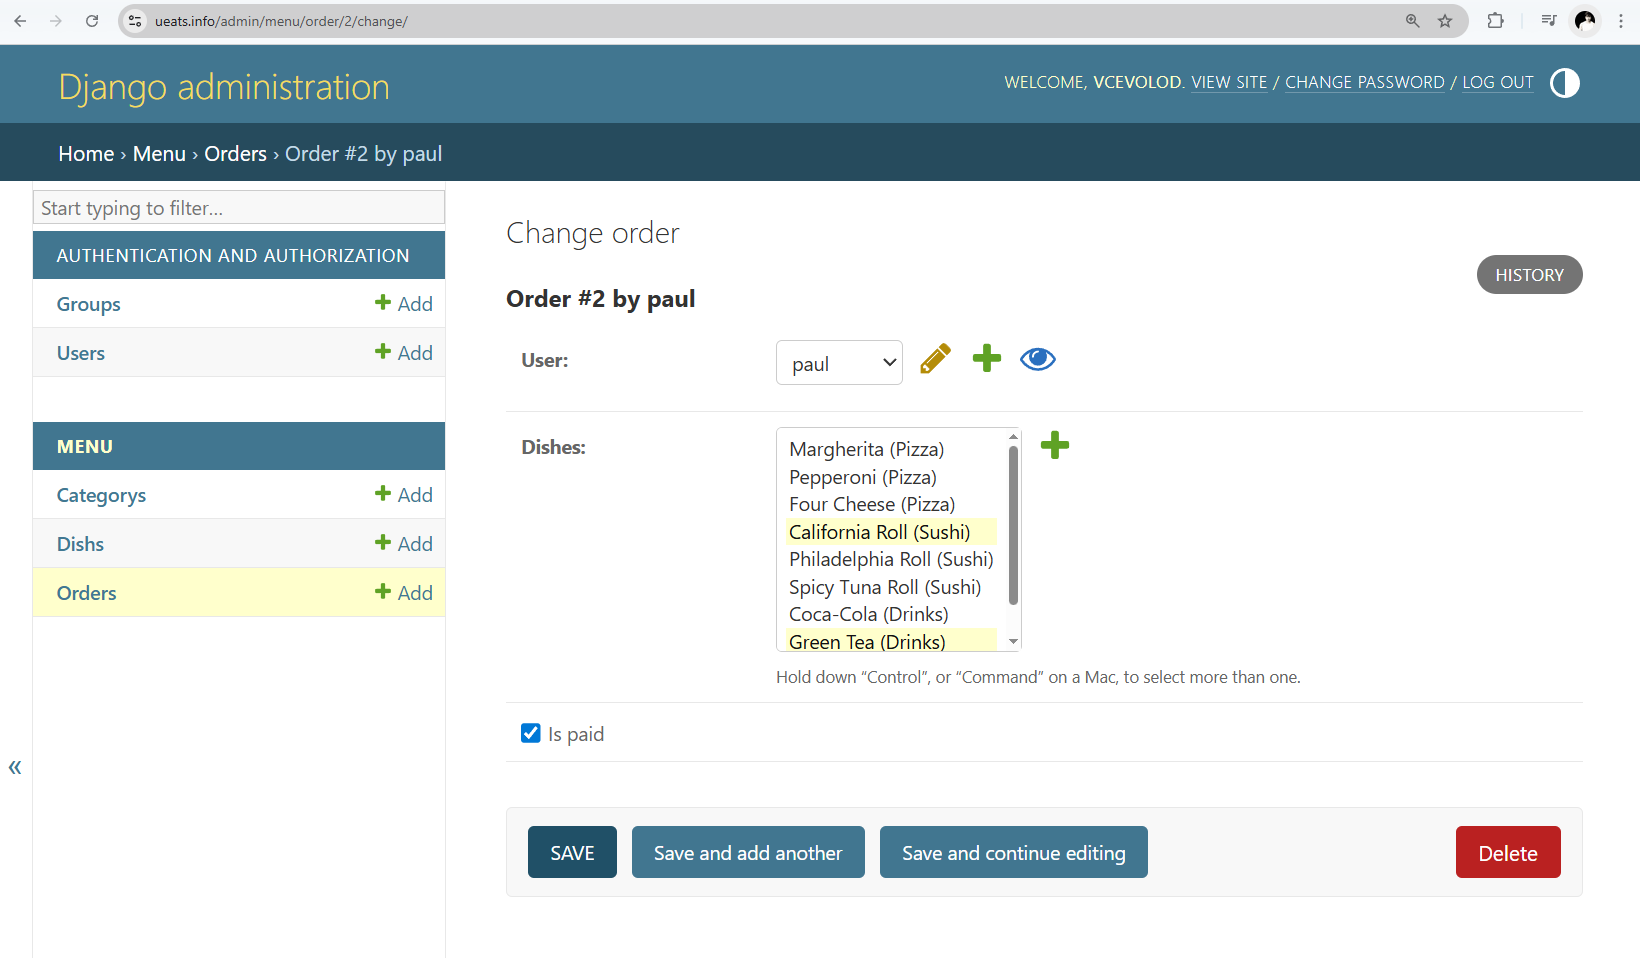 ueats.info/admin/menu/order/2/change/
Django administration
WELCOME, VCEVOLOD. VIEW SITE / CHANGE PASSWORD / LOG OUT
Home › Menu › Orders › Order #2 by paul
Start typing to filter...
AUTHENTICATION AND AUTHORIZATION
Groups + Add
Users + Add
MENU
Categorys + Add
Dishs + Add
Orders + Add
«
Change order
HISTORY
Order #2 by paul
User: paul
Dishes:
Margherita (Pizza)
Pepperoni (Pizza)
Four Cheese (Pizza)
California Roll (Sushi)
Philadelphia Roll (Sushi)
Spicy Tuna Roll (Sushi)
Coca-Cola (Drinks)
Green Tea (Drinks)
Hold down “Control”, or “Command” on a Mac, to select more than one.
Is paid
SAVE Save and add another Save and continue editing Delete